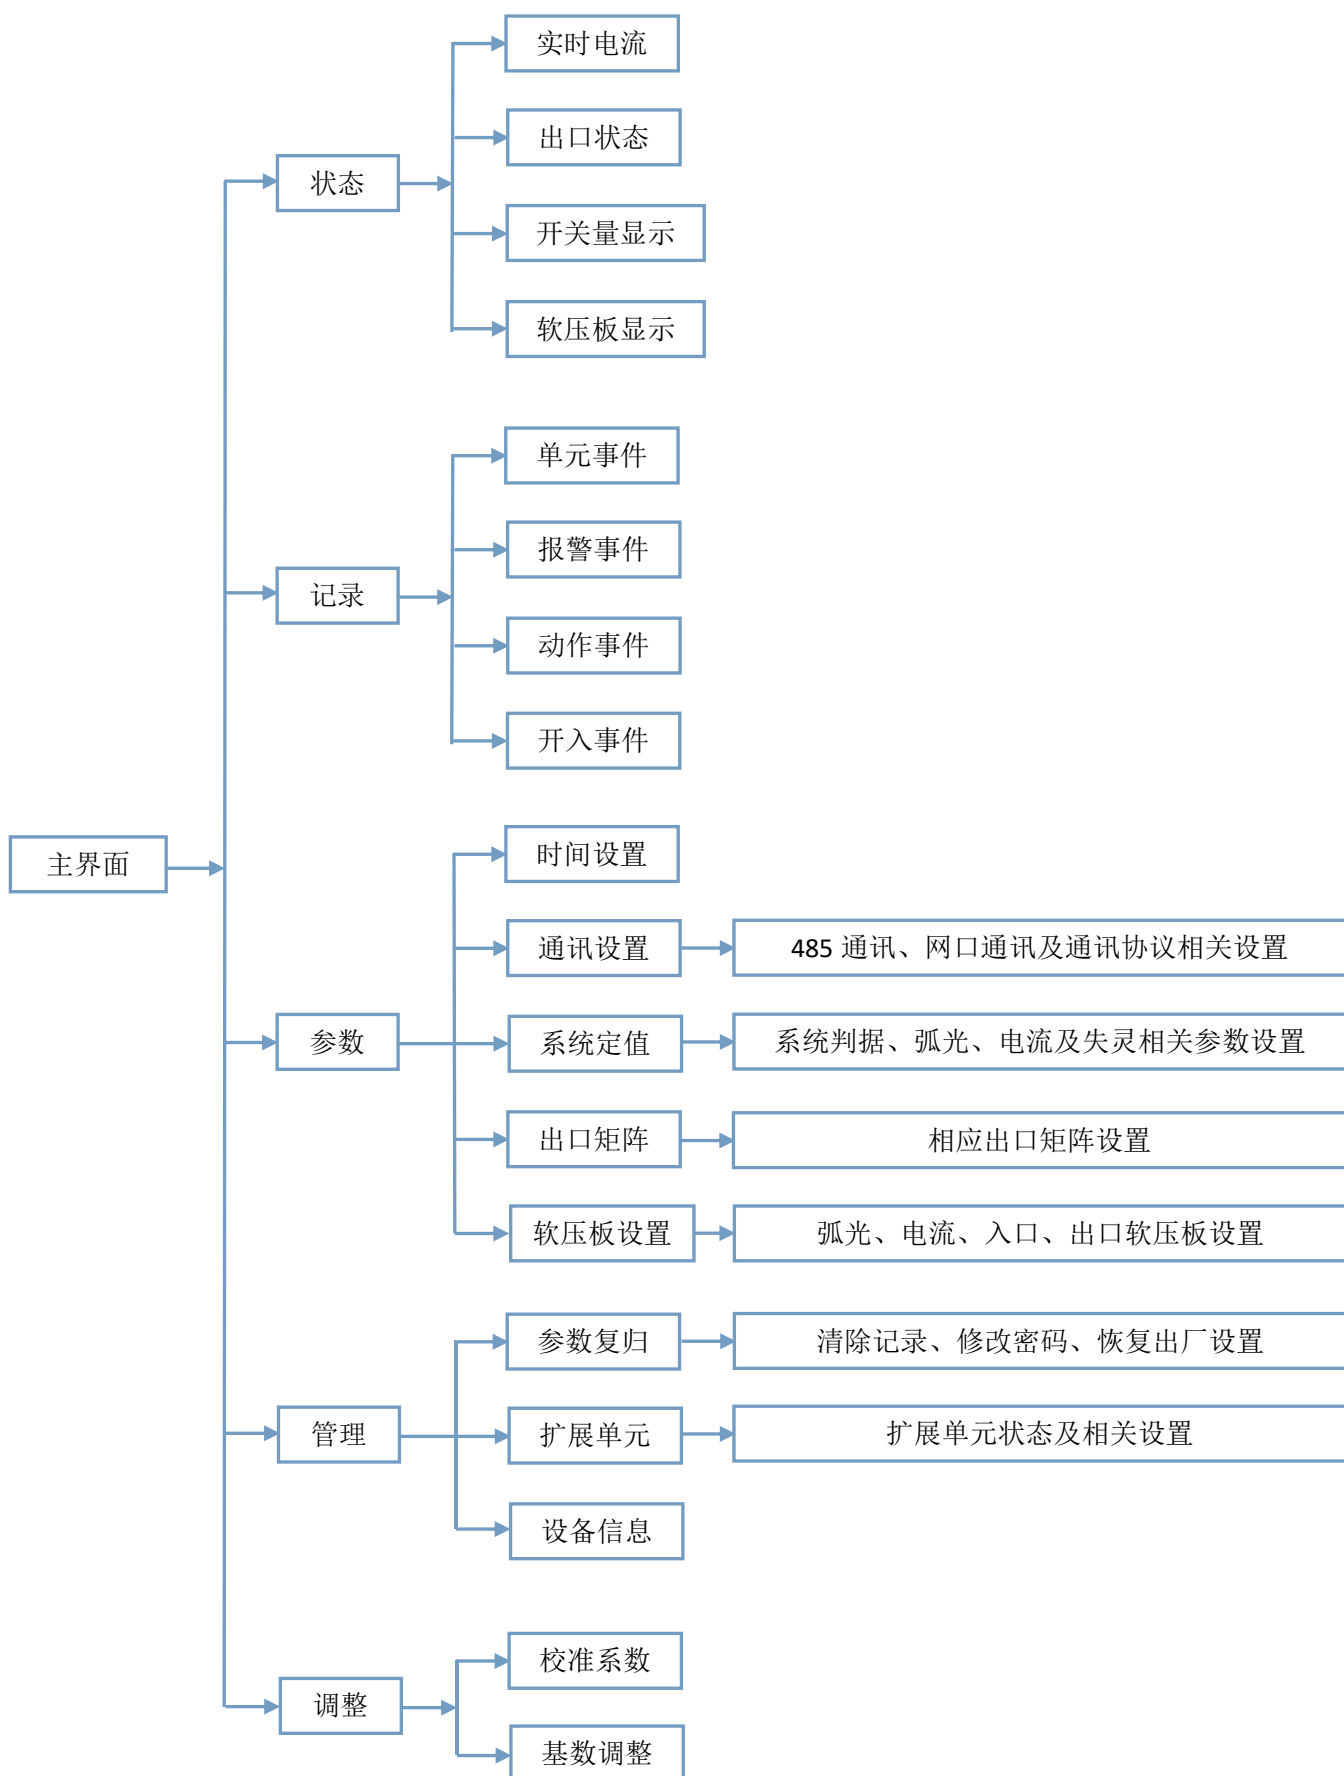 主界面
状态
实时电流
出口状态
开关量显示
软压板显示
记录
单元事件
报警事件
动作事件
开入事件
参数
时间设置
通讯设置
485 通讯、网口通讯及通讯协议相关设置
系统定值
系统判据、弧光、电流及失灵相关参数设置
出口矩阵
相应出口矩阵设置
软压板设置
弧光、电流、入口、出口软压板设置
管理
参数复归
清除记录、修改密码、恢复出厂设置
扩展单元
扩展单元状态及相关设置
设备信息
调整
校准系数
基数调整